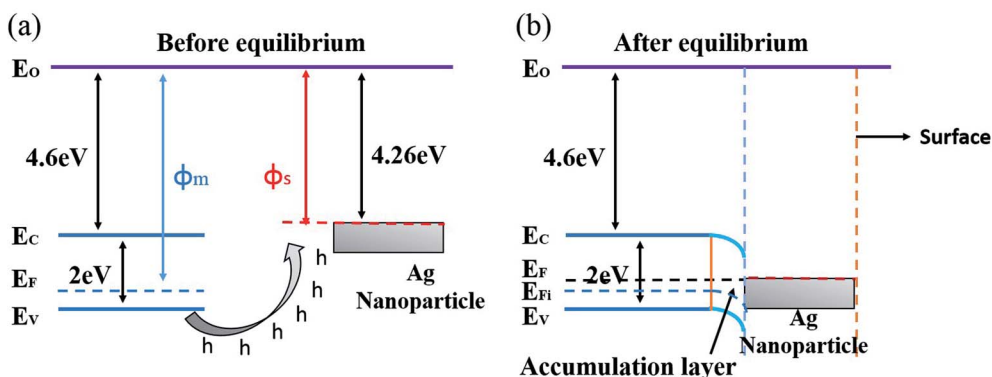 (a)
Before equilibrium
Eo
4.6eV
ϕm
ϕs
4.26eV
Ec
EF
2eV
Ev
h
h
h
h
h
h
Ag
Nanoparticle
(b)
After equilibrium
Eo
4.6eV
Surface
Ec
EF
2eV
EFi
Ev
Ag
Nanoparticle
Accumulation layer